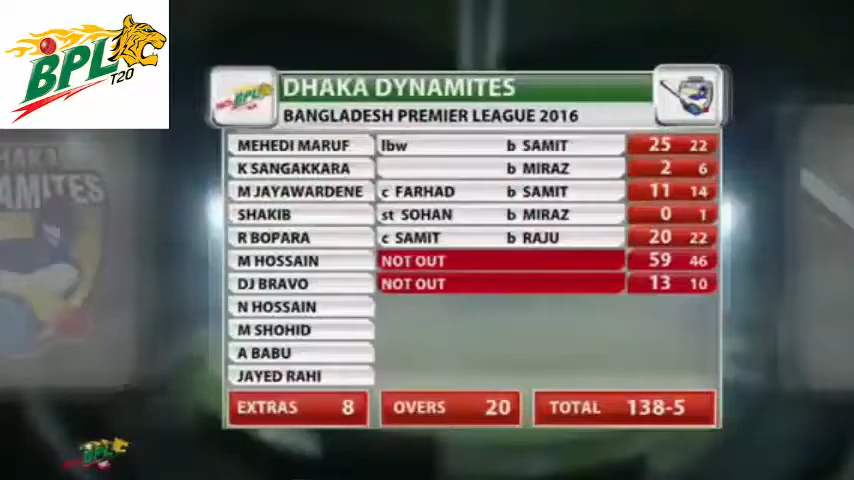 BPL
T20
DHAKA DYNAMITES
BANGLADESH PREMIER LEAGUE 2016
MEHEDI MARUF lbw b SAMIT 25 22
K SANGAKKARA b MIRAZ 2 6
M JAYAWARDENE c FARHAD b SAMIT 11 14
SHAKIB st SOHAN b MIRAZ 0 1
R BOPARA c SAMIT b RAJU 20 22
M HOSSAIN NOT OUT 59 46
DJ BRAVO NOT OUT 13 10
N HOSSAIN
M SHOHID
A BABU
JAYED RAHI
EXTRAS 8 OVERS 20 TOTAL 138-5